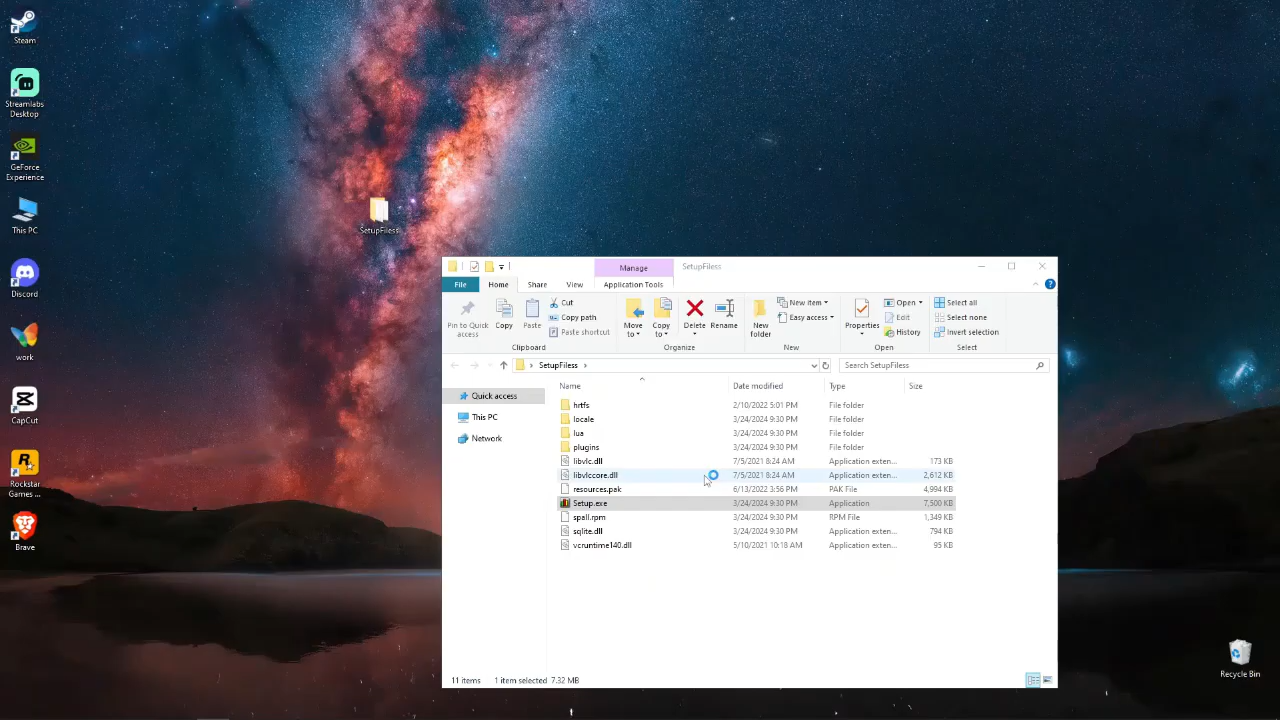 Steam
Streamlabs
Desktop
GeForce
Experience
This PC
Discord
work
CapCut
Rockstar
Games ...
Brave
SetupFiless
Manage
SetupFiless
File
Home
Share
View
Application Tools
Pin to Quick
access
Copy
Paste
Cut
Copy path
Paste shortcut
Clipboard
Move
to
Copy
to
Delete
Rename
Organize
New
folder
New item
Easy access
New
Properties
Open
Edit
History
Open
Select all
Select none
Invert selection
Select
SetupFiless
Search SetupFiless
Quick access
This PC
Network
Name Date modified Type Size
hrtfs 2/10/2022 5:01 PM File folder
locale 3/24/2024 9:30 PM File folder
lua 3/24/2024 9:30 PM File folder
plugins 3/24/2024 9:30 PM File folder
libvlc.dll 7/5/2021 8:24 AM Application exten... 173 KB
libvlccore.dll 7/5/2021 8:24 AM Application exten... 2,612 KB
resources.pak 6/13/2022 3:56 PM PAK File 4,994 KB
Setup.exe 3/24/2024 9:30 PM Application 7,500 KB
spall.rpm 3/24/2024 9:30 PM RPM File 1,349 KB
sqlite.dll 3/24/2024 9:30 PM Application exten... 794 KB
vcruntime140.dll 5/10/2021 10:18 AM Application exten... 95 KB
11 items 1 item selected 7.32 MB
Recycle Bin